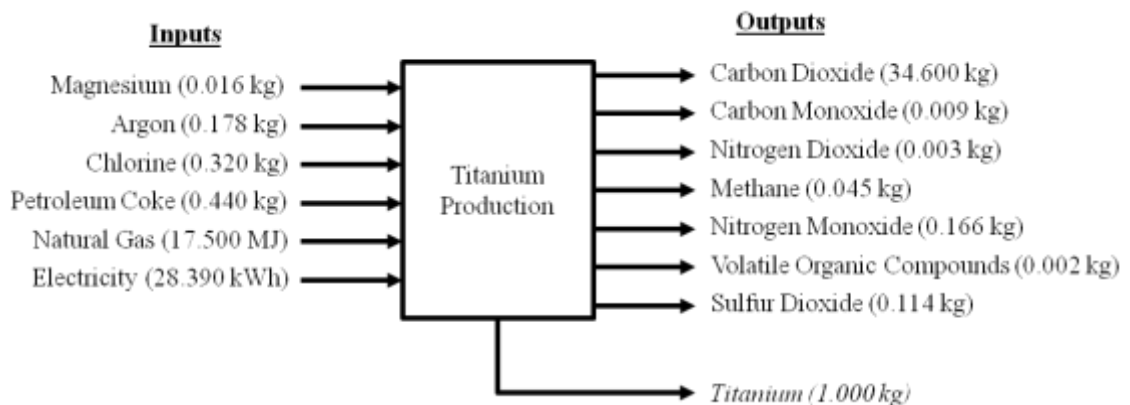 Inputs
Magnesium (0.016 kg)
Argon (0.178 kg)
Chlorine (0.320 kg)
Petroleum Coke (0.440 kg)
Natural Gas (17.500 MJ)
Electricity (28.390 kWh)
Titanium
Production
Outputs
Carbon Dioxide (34.600 kg)
Carbon Monoxide (0.009 kg)
Nitrogen Dioxide (0.003 kg)
Methane (0.045 kg)
Nitrogen Monoxide (0.166 kg)
Volatile Organic Compounds (0.002 kg)
Sulfur Dioxide (0.114 kg)
Titanium (1.000 kg)